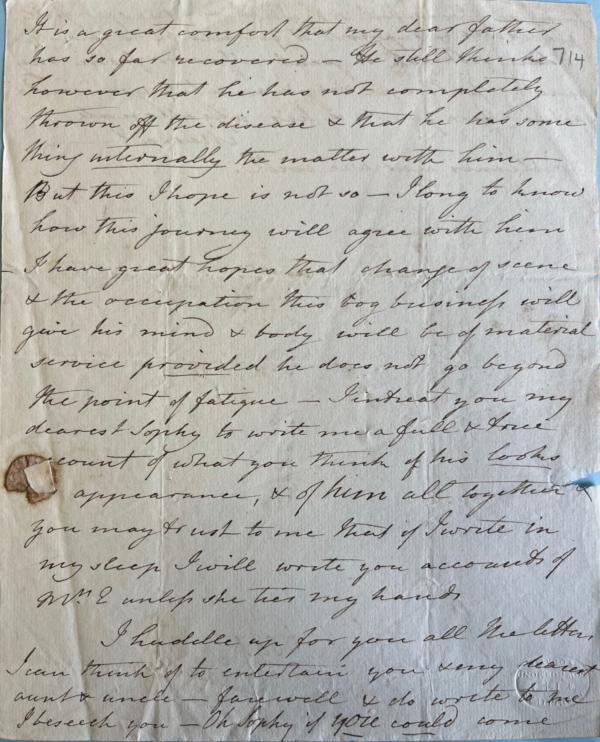 It is a great comfort that my dear father
has so far recovered – He still thinks 714
however that he has not completely
thrown off the disease & that he has some
thing internally the matter with him –
But this I hope is not so – I long to know
how this journey will agree with him
– I have great hopes that change of scene
& the occupation this bog business will
give his mind & body will be of material
service provided he does not go beyond
the point of fatigue – I intreat you my
dearest Sophy to write me a full & true
count of what you think of his looks
appearance, & of him all together &
you may trust to me that if I write in
my sleep I will write you accounts of
Mrs. E unless she ties my hands
I huddle up for you all the letters
I can think of to entertain you & my dearest
aunt & uncle – farewell & do write to me
I beseech you – Oh Sophy if you could come